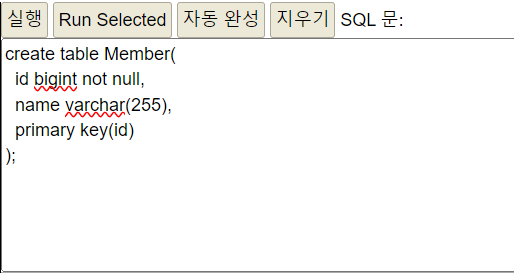 실행 Run Selected 자동 완성 지우기 SQL 문:
create table Member(
  id bigint not null,
  name varchar(255),
  primary key(id)
);